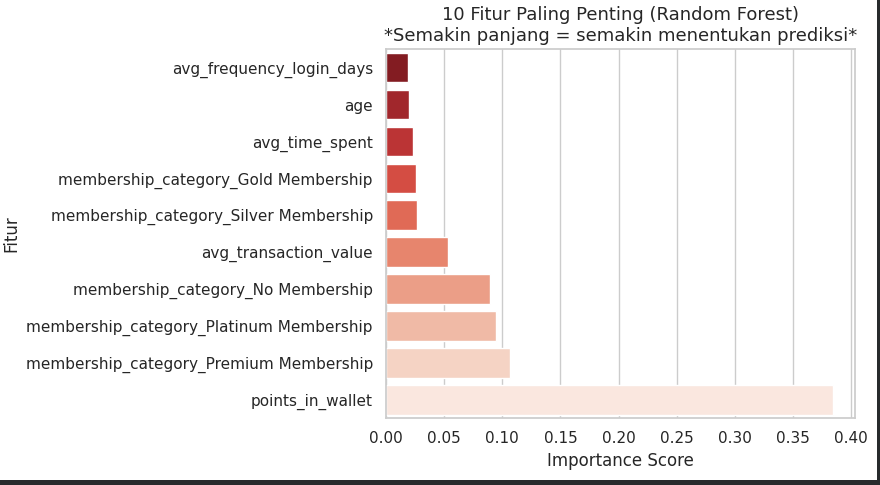 10 Fitur Paling Penting (Random Forest)
*Semakin panjang = semakin menentukan prediksi*
avg_frequency_login_days
age
avg_time_spent
membership_category_Gold Membership
membership_category_Silver Membership
Fitur
avg_transaction_value
membership_category_No Membership
membership_category_Platinum Membership
membership_category_Premium Membership
points_in_wallet
0.00 0.05 0.10 0.15 0.20 0.25 0.30 0.35 0.40
Importance Score